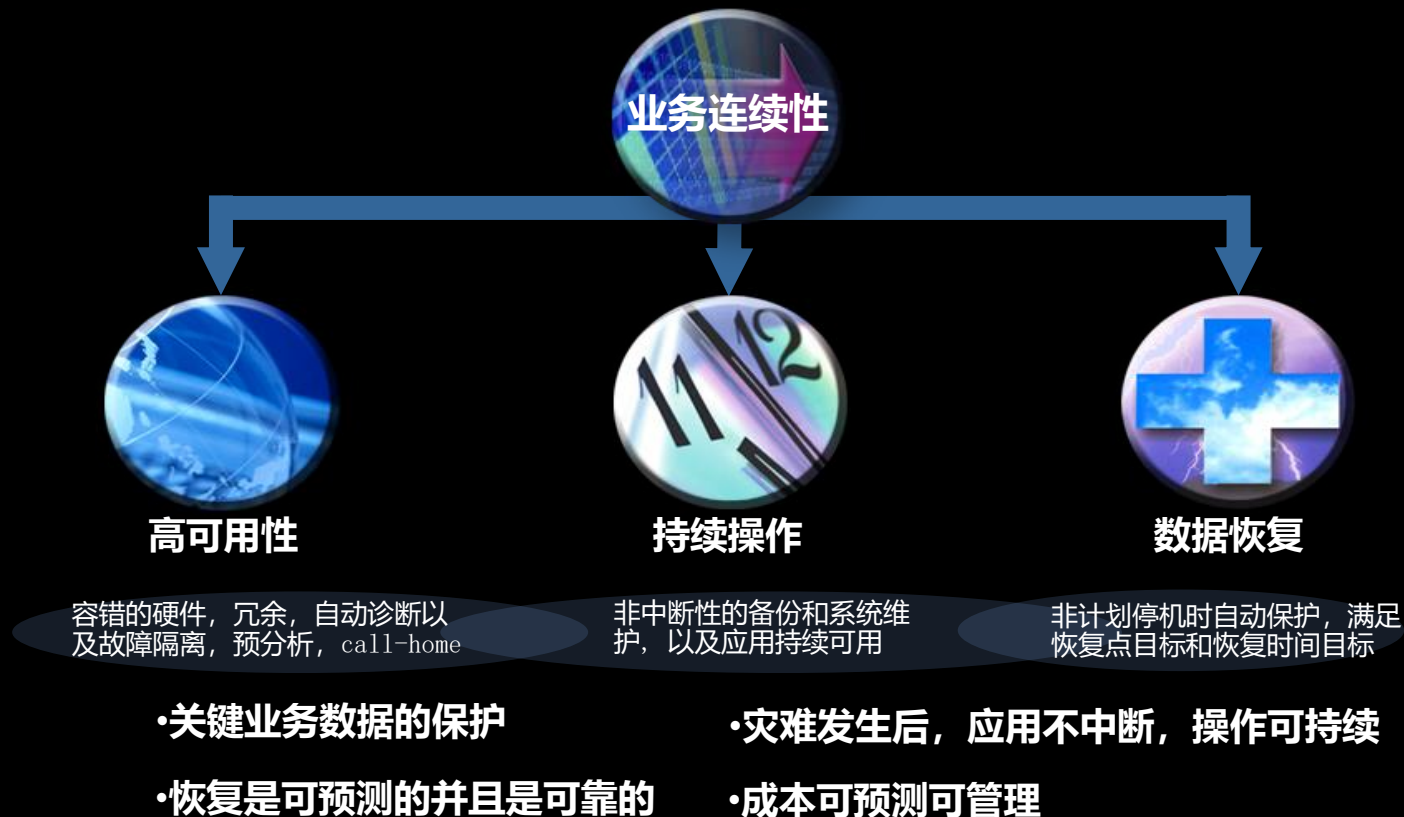 业务连续性
11
12
高可用性
持续操作
数据恢复
容错的硬件，冗余，自动诊断以
及故障隔离，预分析，call-home
非中断性的备份和系统维
护，以及应用持续可用
非计划停机时自动保护，满足
恢复点目标和恢复时间目标
•关键业务数据的保护
•灾难发生后，应用不中断，操作可持续
•恢复是可预测的并且是可靠的
•成本可预测可管理